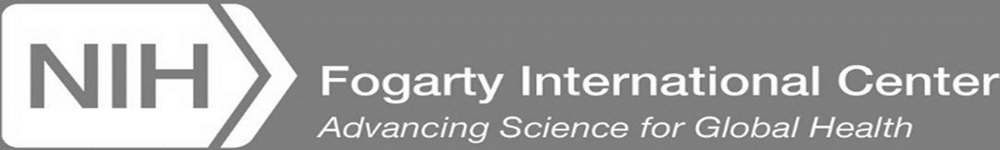 NIH
Fogarty International Center
Advancing Science for Global Health